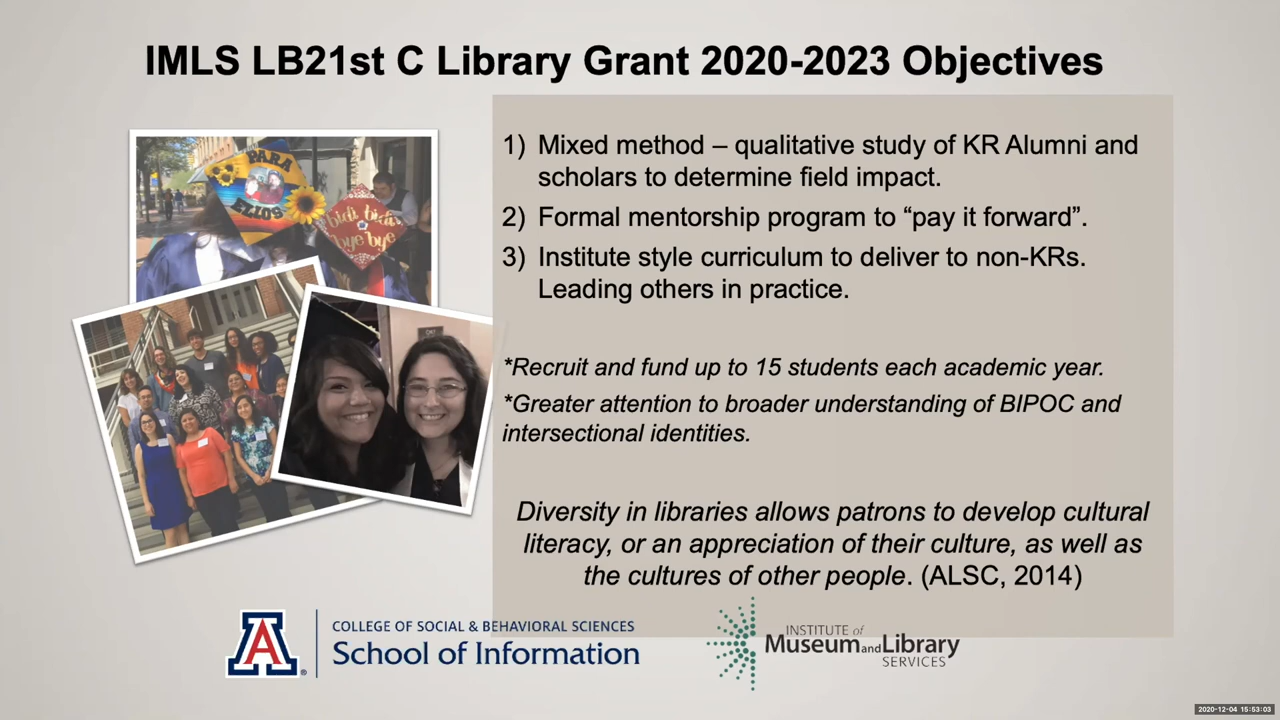 IMLS LB21st C Library Grant 2020-2023 Objectives
PARA
ELLOS
bidi bidi
bye bye
1) Mixed method – qualitative study of KR Alumni and
scholars to determine field impact.
2) Formal mentorship program to “pay it forward”.
3) Institute style curriculum to deliver to non-KRs.
Leading others in practice.
*Recruit and fund up to 15 students each academic year.
*Greater attention to broader understanding of BIPOC and
intersectional identities.
Diversity in libraries allows patrons to develop cultural
literacy, or an appreciation of their culture, as well as
the cultures of other people. (ALSC, 2014)
A
COLLEGE OF SOCIAL & BEHAVIORAL SCIENCES
School of Information
INSTITUTE of
Museum and Library
SERVICES
2020-12-04 15:53:03